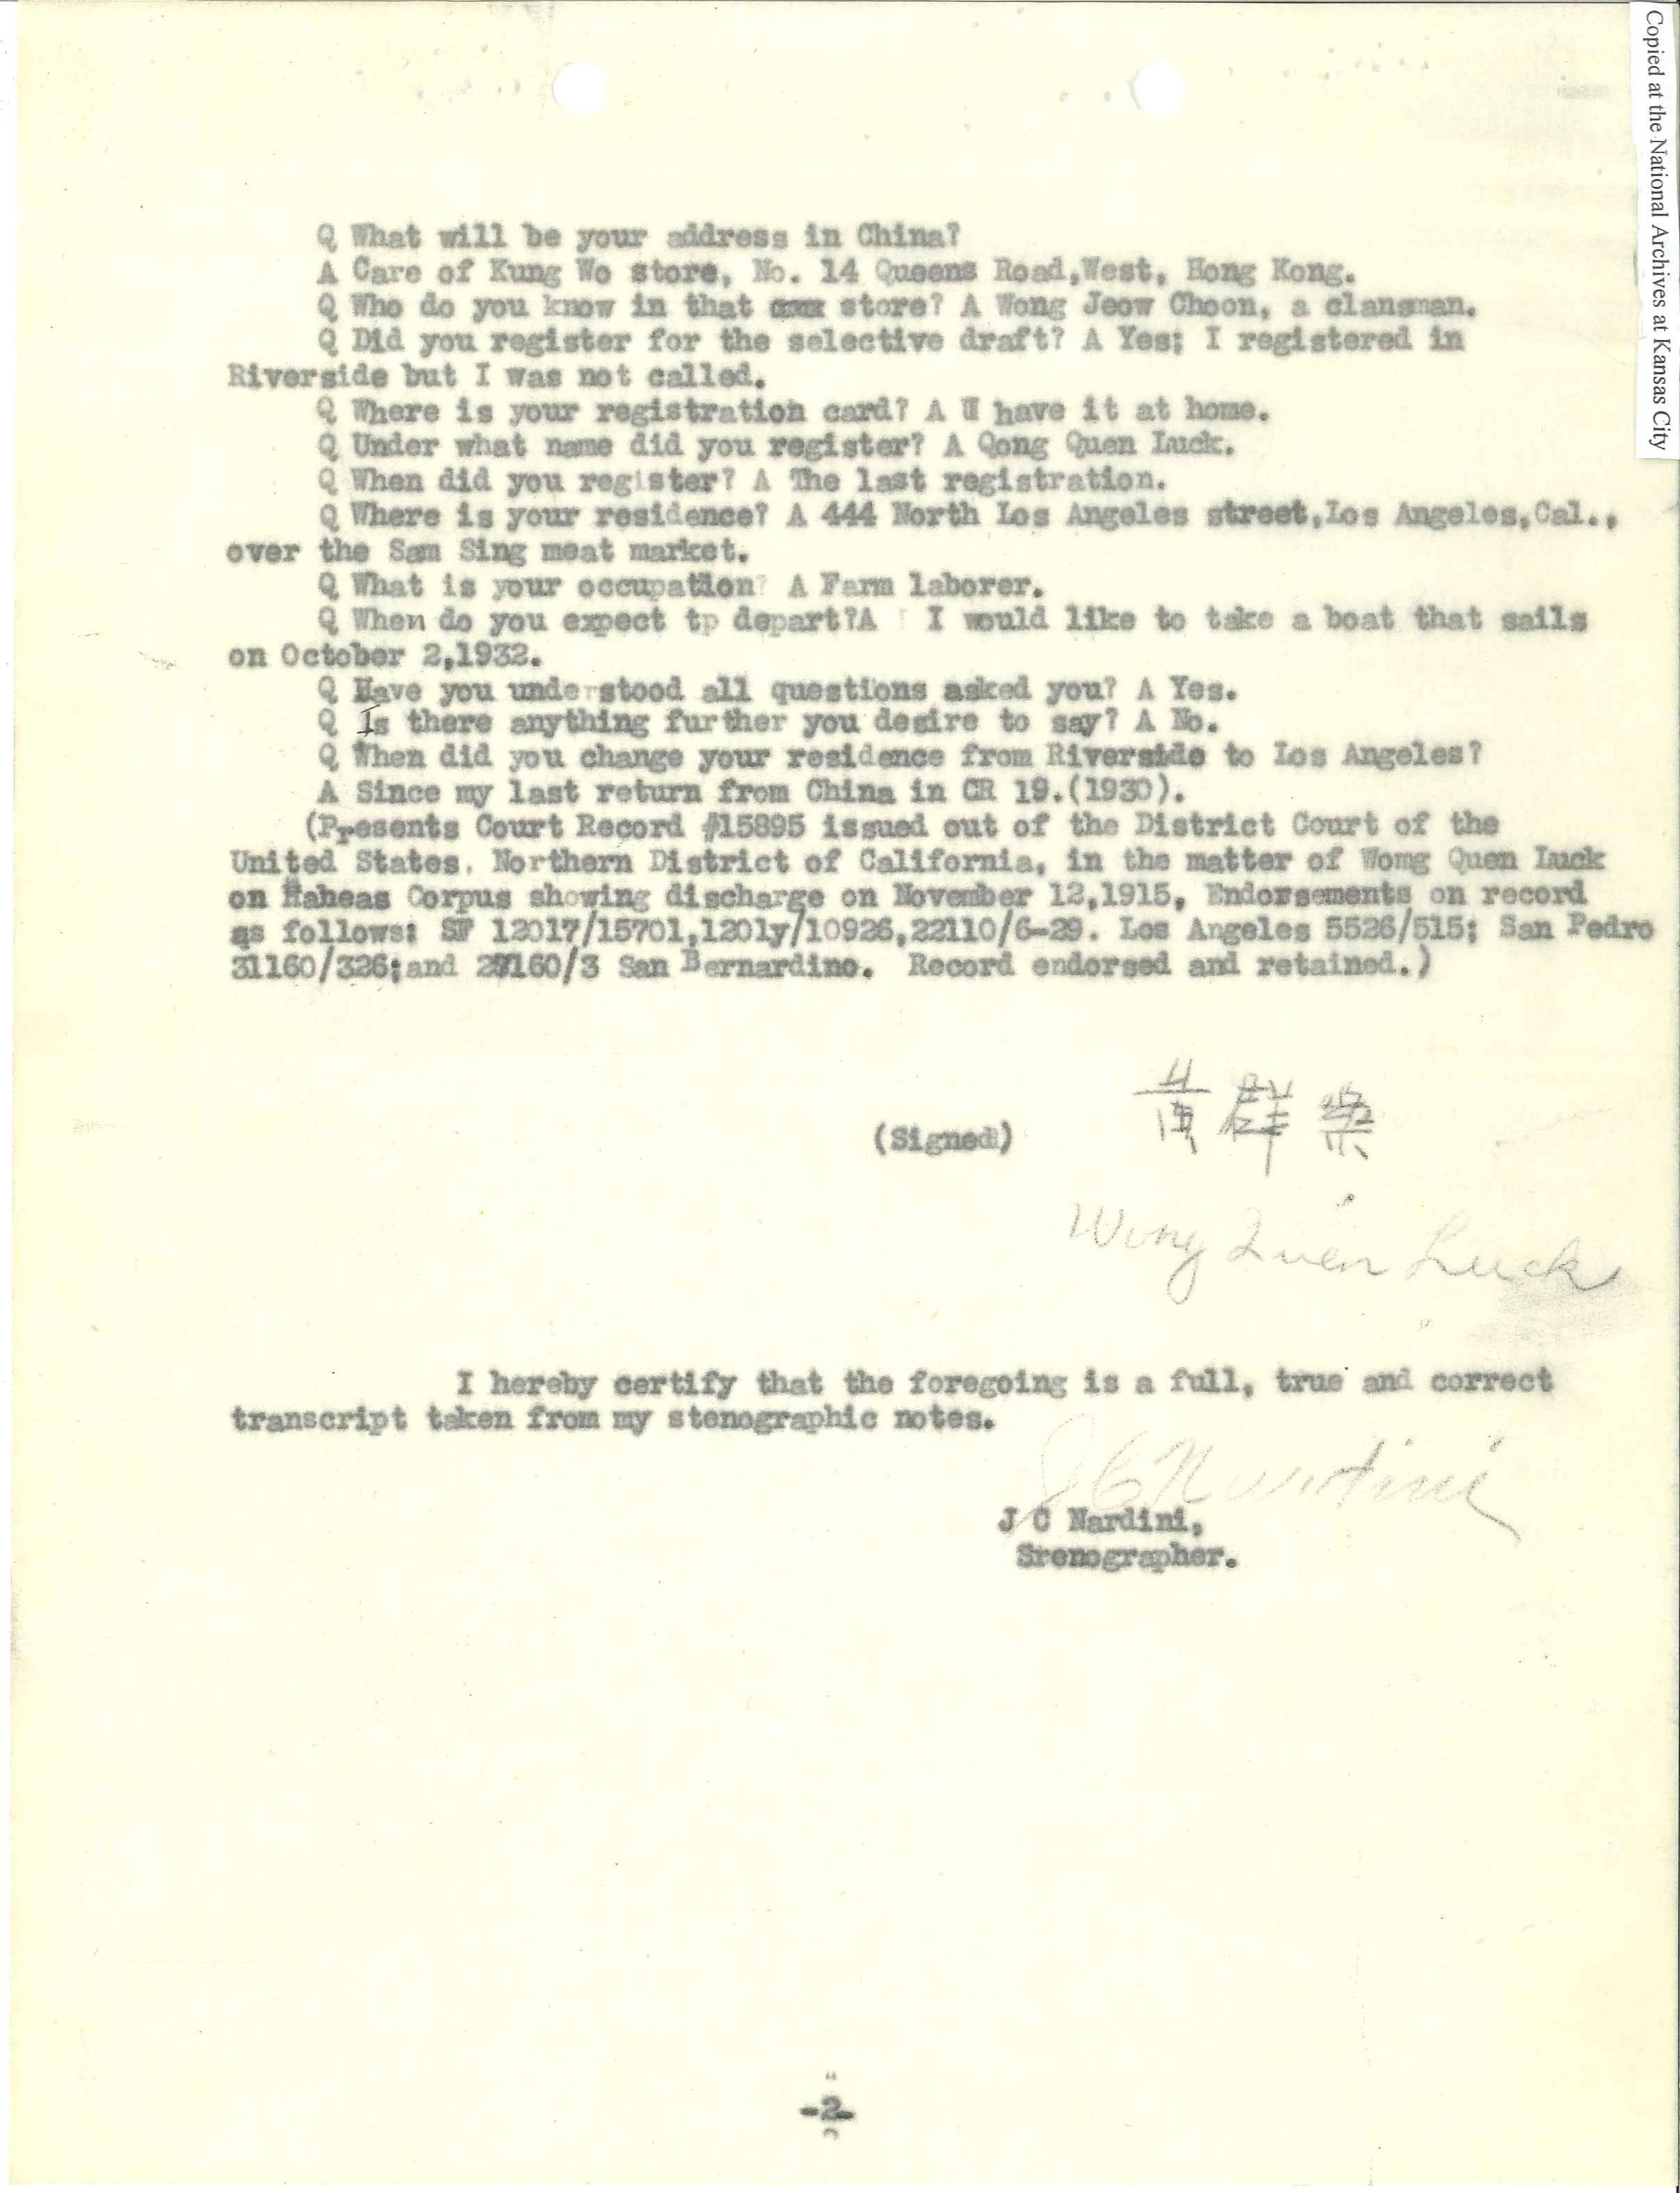 Copied at the National Archives at Kansas City
Q What will be your address in China?
A Care of Kung Wo store, No. 14 Queens Road,West, Hong Kong.
Q Who do you know in that store? A Wong Jeow Choon, a clansman.
Q Did you register for the selective draft? A Yes; I registered in
Riverside but I was not called.
Q Where is your registration card? A I have it at home.
Q Under what name did you register? A Qong Quen Luck.
Q When did you register? A The last registration.
Q Where is your residence? A 444 North Los Angeles street,Los Angeles,Cal.,
over the Sam Sing meat market.
Q What is your occupation? A Farm laborer.
Q When do you expect tp depart?A I would like to take a boat that sails
on October 2,1932.
Q Have you understood all questions asked you? A Yes.
Q Is there anything further you desire to say? A No.
Q When did you change your residence from Riverside to Los Angeles?
A Since my last return from China in CR 19.(1930).
(Presents Court Record #15895 issued out of the District Court of the
United States, Northern District of California, in the matter of Womg Quen Luck
on Haheas Corpus showing discharge on November 12,1915, Endorsements on record
as follows: SF 12017/15701,1201y/10926,22110/6-29. Los Angeles 5526/515; San Pedro
31160/326;and 160/3 San Bernardino. Record endorsed and retained.)
(Signed) 黃群樂
Wong Quen Luck
I hereby certify that the foregoing is a full, true and correct
transcript taken from my stenographic notes.
J C Nardini
J C Nardini,
Srenographer.
-2-